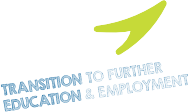 TRANSITION TO FURTHER
EDUCATION & EMPLOYMENT